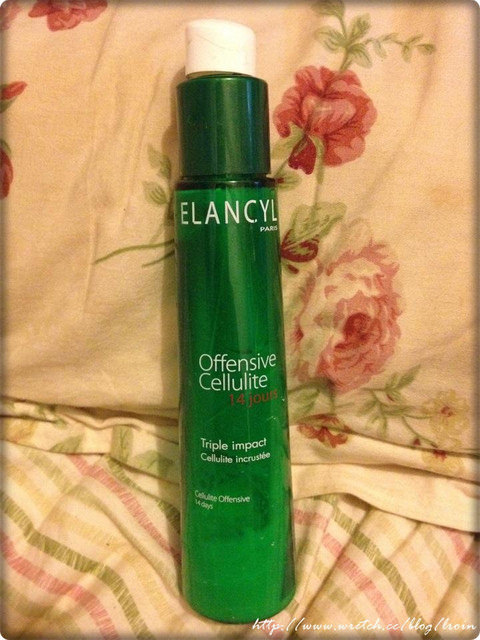 ELANCYL
PARIS
Offensive
Cellulite
14 jours
Triple impact
Cellulite incrustée
Cellulite Offensive
14 days
http://www.wretch.cc/blog/